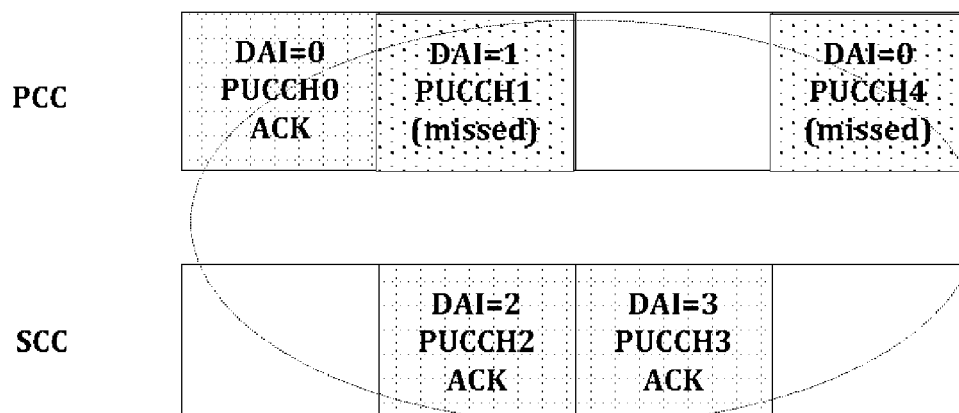 PCC
DAI=0
PUCCH0
ACK
DAI=1
PUCCH1
(missed)
DAI=0
PUCCH4
(missed)
SCC
DAI=2
PUCCH2
ACK
DAI=3
PUCCH3
ACK